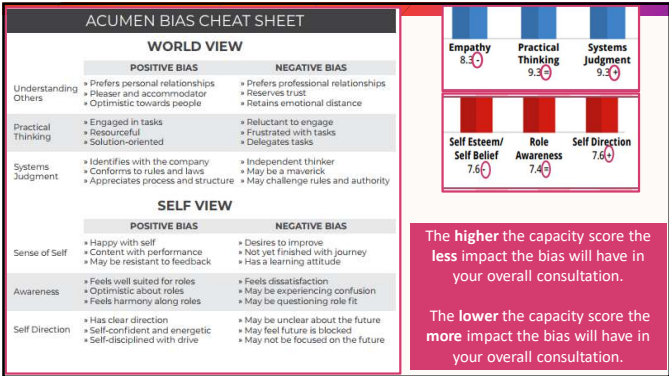 ACUMEN BIAS CHEAT SHEET
WORLD VIEW
POSITIVE BIAS NEGATIVE BIAS
Understanding Others
» Prefers personal relationships
» Pleaser and accommodator
» Optimistic towards people
» Prefers professional relationships
» Reserves trust
» Retains emotional distance
Practical Thinking
» Engaged in tasks
» Resourceful
» Solution-oriented
» Reluctant to engage
» Frustrated with tasks
» Delegates tasks
Systems Judgment
» Identifies with the company
» Conforms to rules and laws
» Appreciates process and structure
» Independent thinker
» May be a maverick
» May challenge rules and authority
SELF VIEW
POSITIVE BIAS NEGATIVE BIAS
Sense of Self
» Happy with self
» Content with performance
» May be resistant to feedback
» Desires to improve
» Not yet finished with journey
» Has a learning attitude
Awareness
» Feels well suited for roles
» Optimistic about roles
» Feels harmony along roles
» Feels dissatisfaction
» May be experiencing confusion
» May be questioning role fit
Self Direction
» Has clear direction
» Self-confident and energetic
» Self-disciplined with drive
» May be unclear about the future
» May feel future is blocked
» May not be focused on the future
Empathy
8.3 -
Practical
Thinking
9.3 =
Systems
Judgment
9.3 +
Self Esteem/
Self Belief
7.6 -
Role
Awareness
7.4 =
Self Direction
7.6 +
The higher the capacity score the
less impact the bias will have in
your overall consultation.
The lower the capacity score the
more impact the bias will have in
your overall consultation.